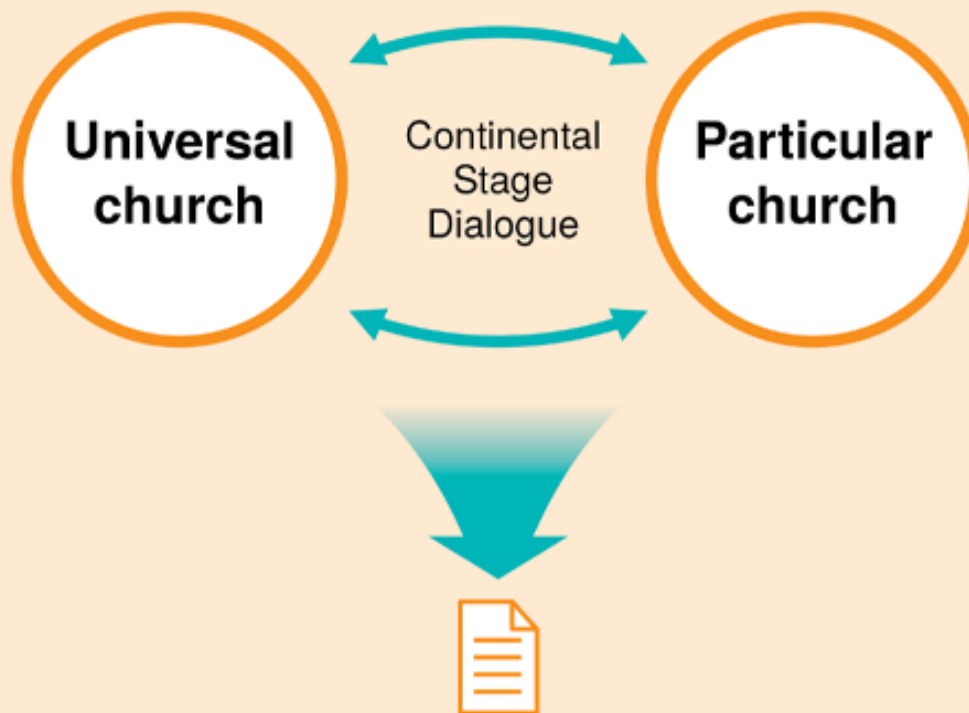 Universal
church
Continental
Stage
Dialogue
Particular
church